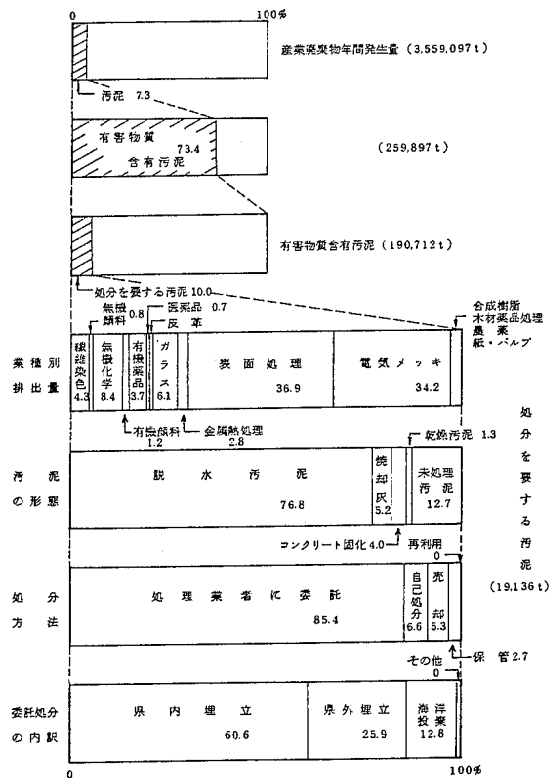 0 100%
産業廃棄物年間発生量 (3,559,097t)
汚泥 7.3
有害物質
73.4
含有汚泥
(259,897t)
有害物質含有汚泥 (190,712t)
処分を要する汚泥 10.0
無機
顔料 0.8
医薬品 0.7
皮革
合成樹脂
木材薬品処理
農薬
紙・パルプ
業種別
排出量
繊維染色
4.3
無機化学
8.4
有機薬品
3.7
ガラス
6.1
表面処理
36.9
電気メッキ
34.2
有機顔料
1.2
金属熱処理
2.8
乾燥汚泥 1.3
汚泥
の形態
脱水汚泥
76.8
焼却灰
5.2
未処理
汚泥
12.7
コンクリート固化 4.0
再利用
0
処分を要する汚泥
(19,136t)
処分
方法
処理業者に委託
85.4
自己処分
6.6
売却
5.3
保管 2.7
その他
0
委託処分
の内訳
県内埋立
60.6
県外埋立
25.9
海洋
投棄
12.8
0 100%